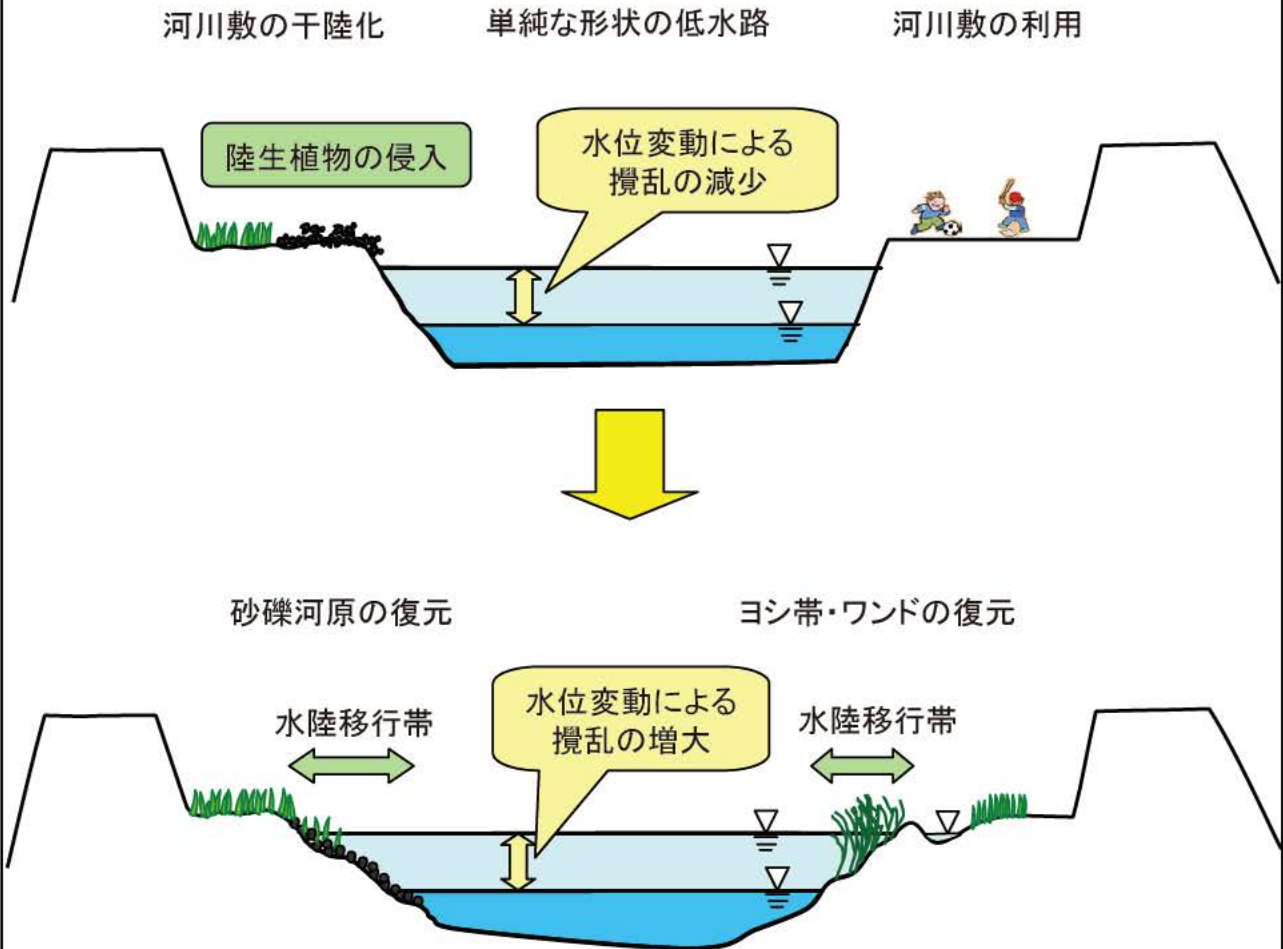 河川敷の干陸化
単純な形状の低水路
河川敷の利用
陸生植物の侵入
水位変動による
攪乱の減少
砂礫河原の復元
ヨシ帯・ワンドの復元
水陸移行帯
水位変動による
攪乱の増大
水陸移行帯